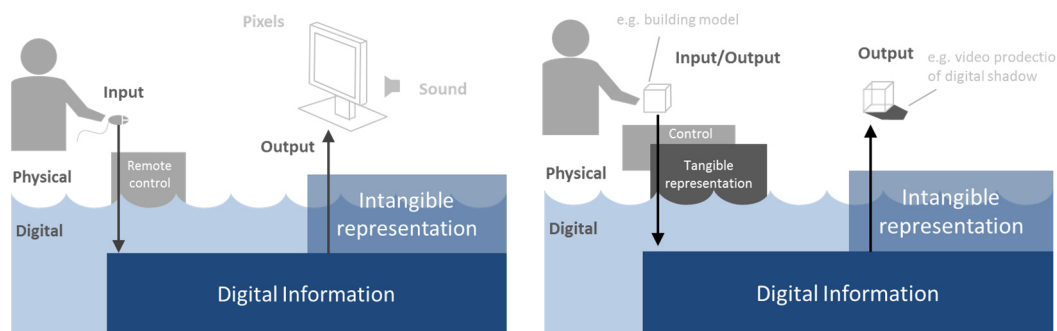 Pixels
Input
Sound
Output
Remote
control
Physical
Digital
Intangible
representation
Digital Information
e.g. building model
Input/Output
Output
e.g. video prodectio
of digital shadow
Control
Tangible
representation
Physical
Digital
Intangible
representation
Digital Information